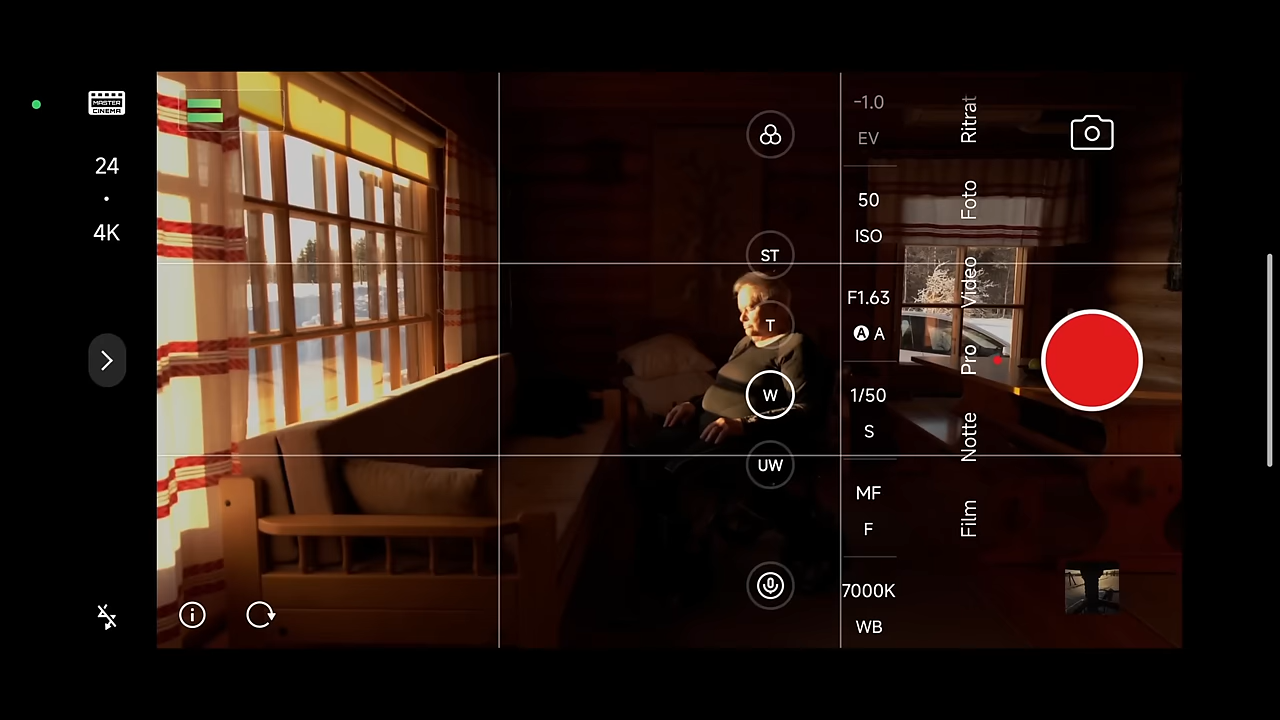 MASTER
CINEMA
24
4K
ST
T
W
UW
-1.0
EV
50
ISO
F1.63
A A
1/50
S
MF
F
7000K
WB
Ritrat
Foto
Video
Pro
Notte
Film